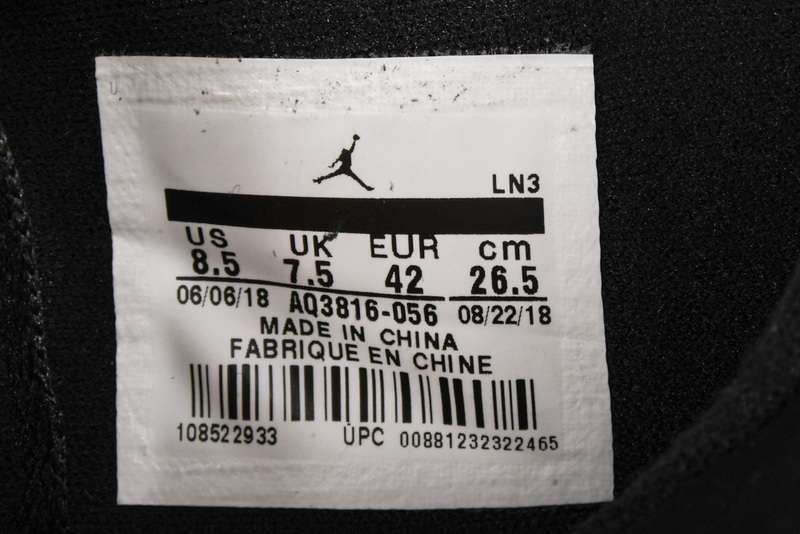 LN3
US UK EUR cm
8.5 7.5 42 26.5
06/06/18 AQ3816-056 08/22/18
MADE IN CHINA
FABRIQUE EN CHINE
108522933 UPC 00881232322465